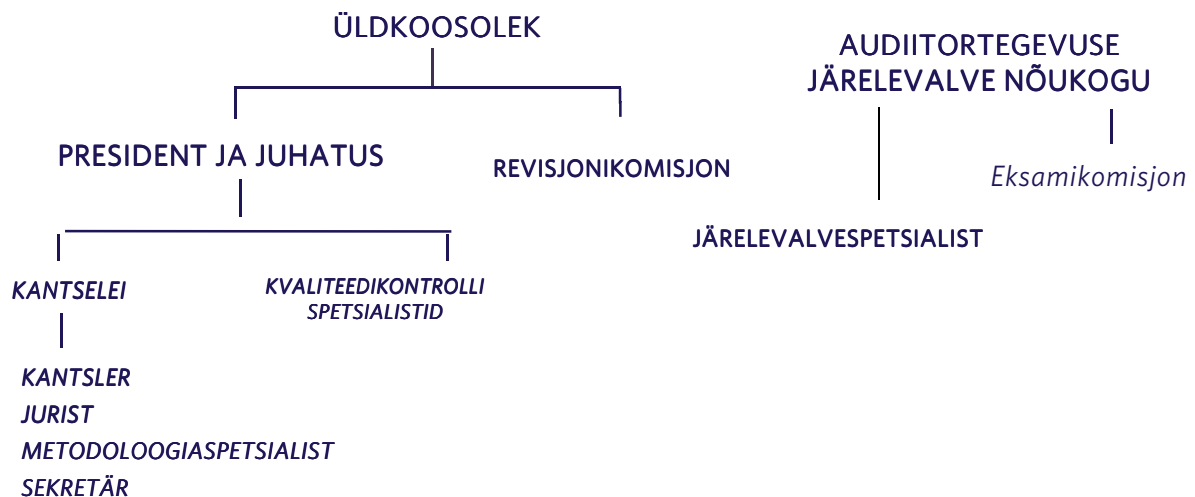 ÜLDKOOSOLEK
AUDIITORTEGEVUSE
JÄRELEVALVE NÕUKOGU
PRESIDENT JA JUHATUS
REVISJONIKOMISJON
Eksamikomisjon
JÄRELEVALVESPETSIALIST
KANTSELEI
KVALITEEDIKONTROLLI
SPETSIALISTID
KANTSLER
JURIST
METODOLOOGIASPETSIALIST
SEKRETÄR